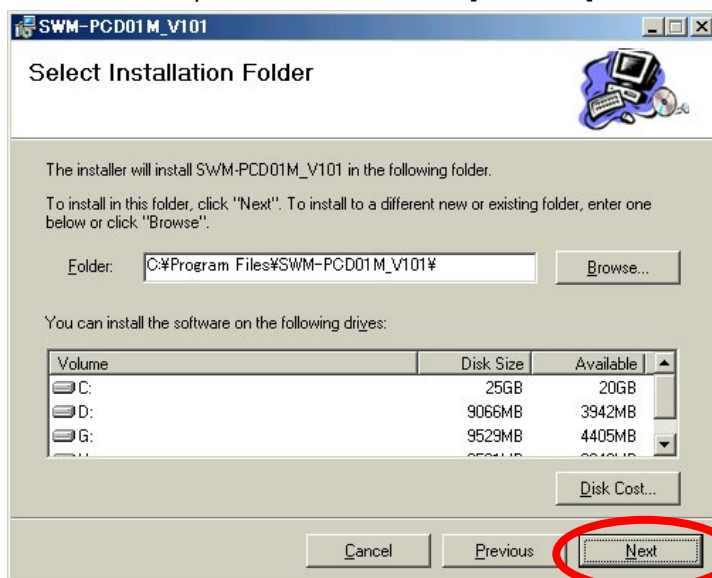 SWM-PCD01M_V101
Select Installation Folder
The installer will install SWM-PCD01M_V101 in the following folder.
To install in this folder, click "Next". To install to a different new or existing folder, enter one
below or click "Browse".
Folder: C:¥Program Files¥SWM-PCD01M_V101¥ Browse...
You can install the software on the following drives:
Volume Disk Size Available
C: 25GB 20GB
D: 9066MB 3942MB
G: 9529MB 4405MB
Disk Cost...
Cancel Previous Next